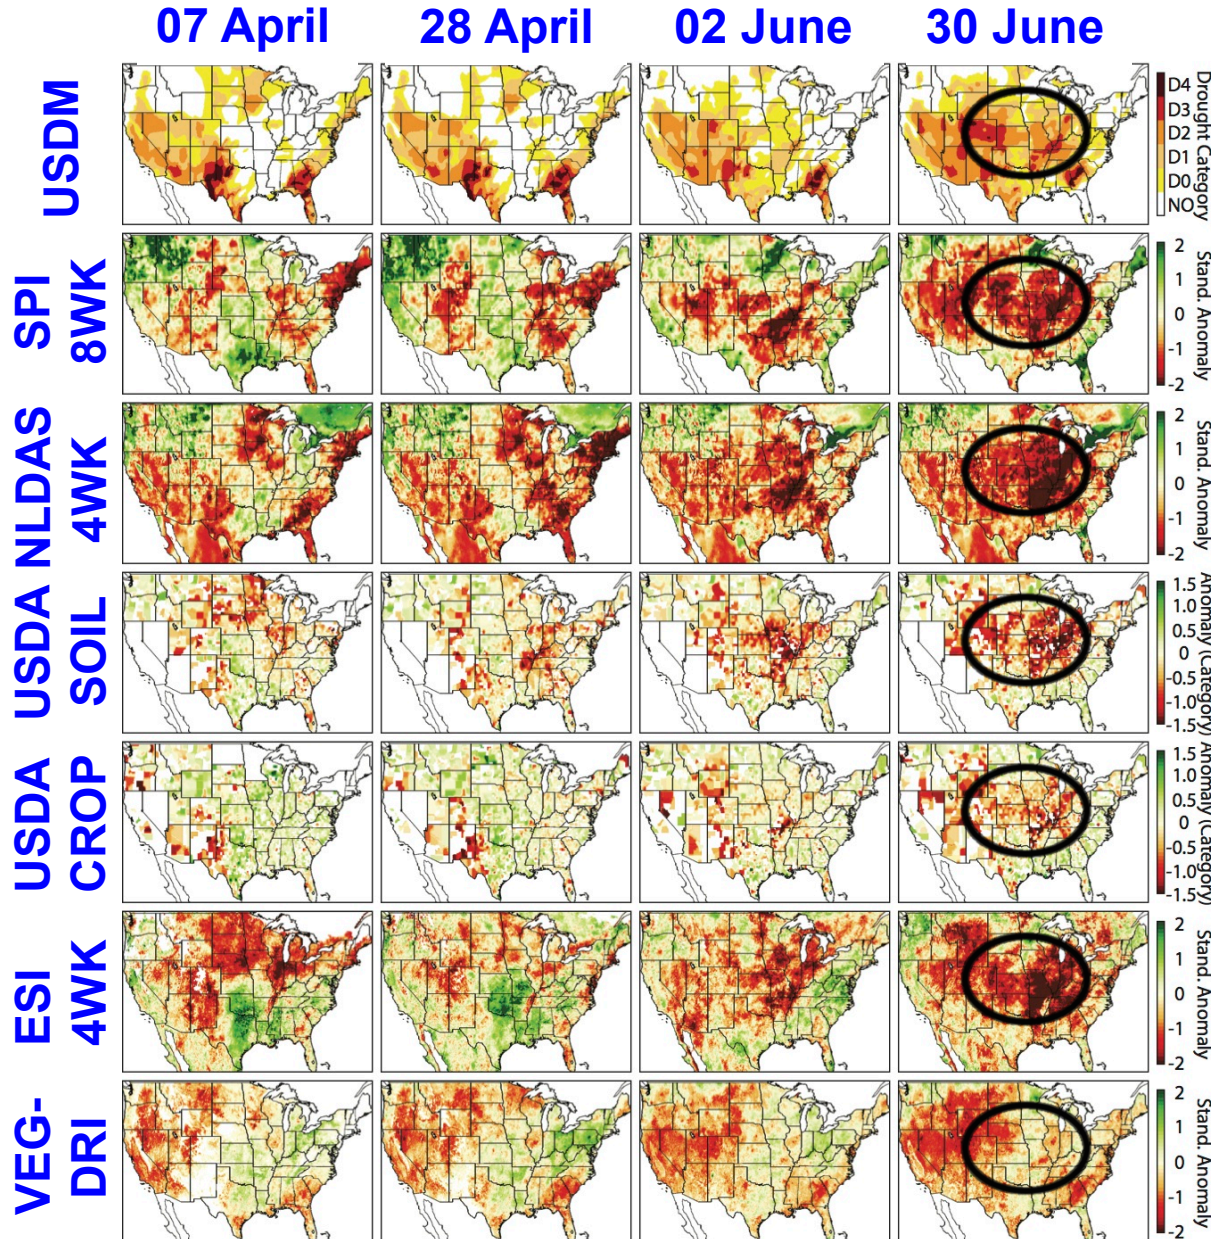 07 April 28 April 02 June 30 June
USDM
D4
D3
D2
D1
D0
NO
Drought Category
SPI
8WK
2
1
0
-1
-2
Stand. Anomaly
NLDAS
4WK
2
1
0
-1
-2
Stand. Anomaly
USDA
SOIL
1.5
1.0
0.5
0
-0.5
-1.0
-1.5
Anomaly (Category)
USDA
CROP
1.5
1.0
0.5
0
-0.5
-1.0
-1.5
Anomaly (Category)
ESI
4WK
2
1
0
-1
-2
Stand. Anomaly
VEG-
DRI
2
1
0
-1
-2
Stand. Anomaly